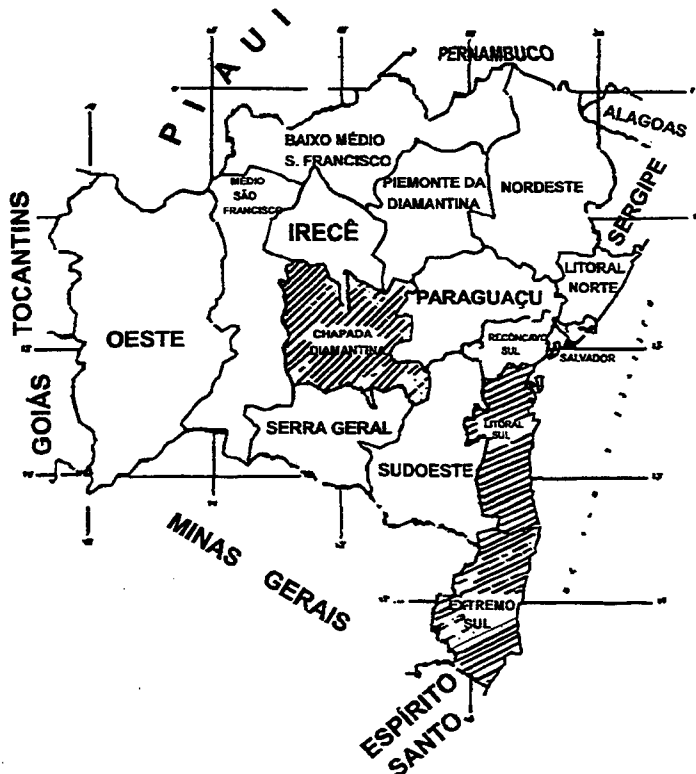 PIAUI
PERNAMBUCO
ALAGOAS
BAIXO MÉDIO
S. FRANCISCO
MÉDIO
SÃO
FRANCISCO
PIEMONTE DA
DIAMANTINA
NORDESTE
SERGIPE
TOCANTINS
IRECÊ
LITORAL
NORTE
PARAGUAÇU
OESTE
CHAPADA
DIAMANTINA
RECÔNCAVO
SUL
SALVADOR
GOIÁS
SERRA GERAL
LITORAL
SUL
SUDOESTE
MINAS GERAIS
EXTREMO
SUL
ESPÍRITO
SANTO